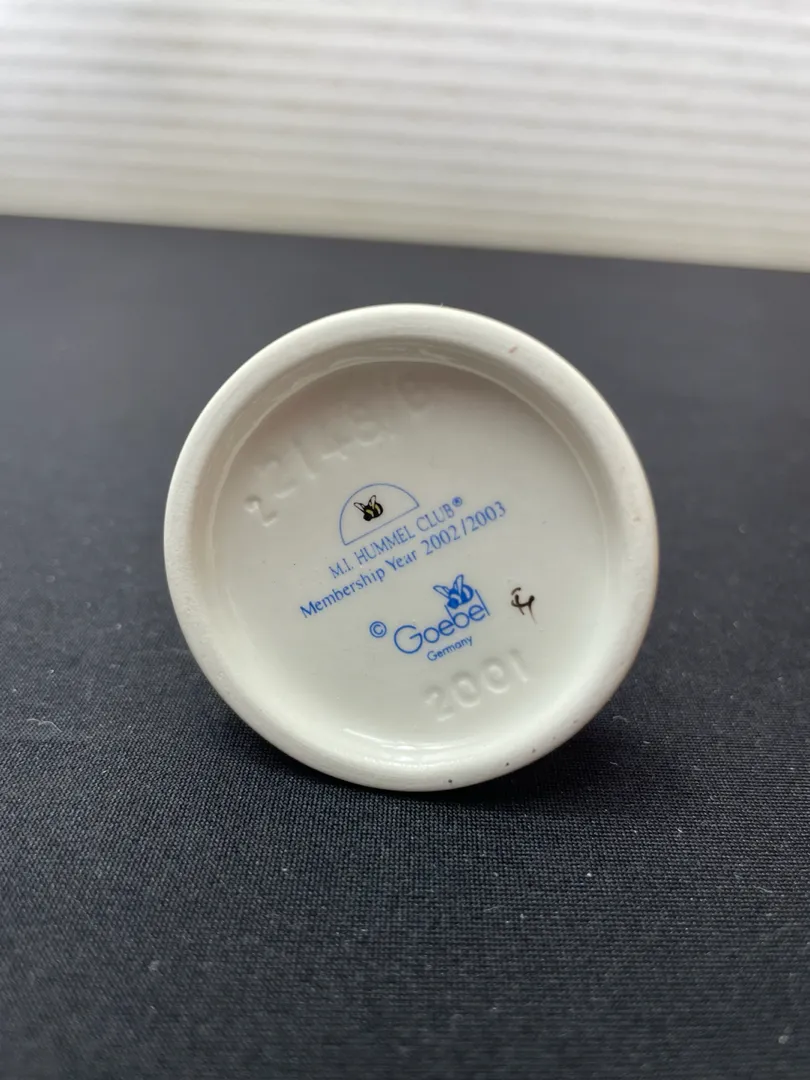 M.I. HUMMEL CLUB®
Membership Year 2002/2003
© Goebel
Germany
2001